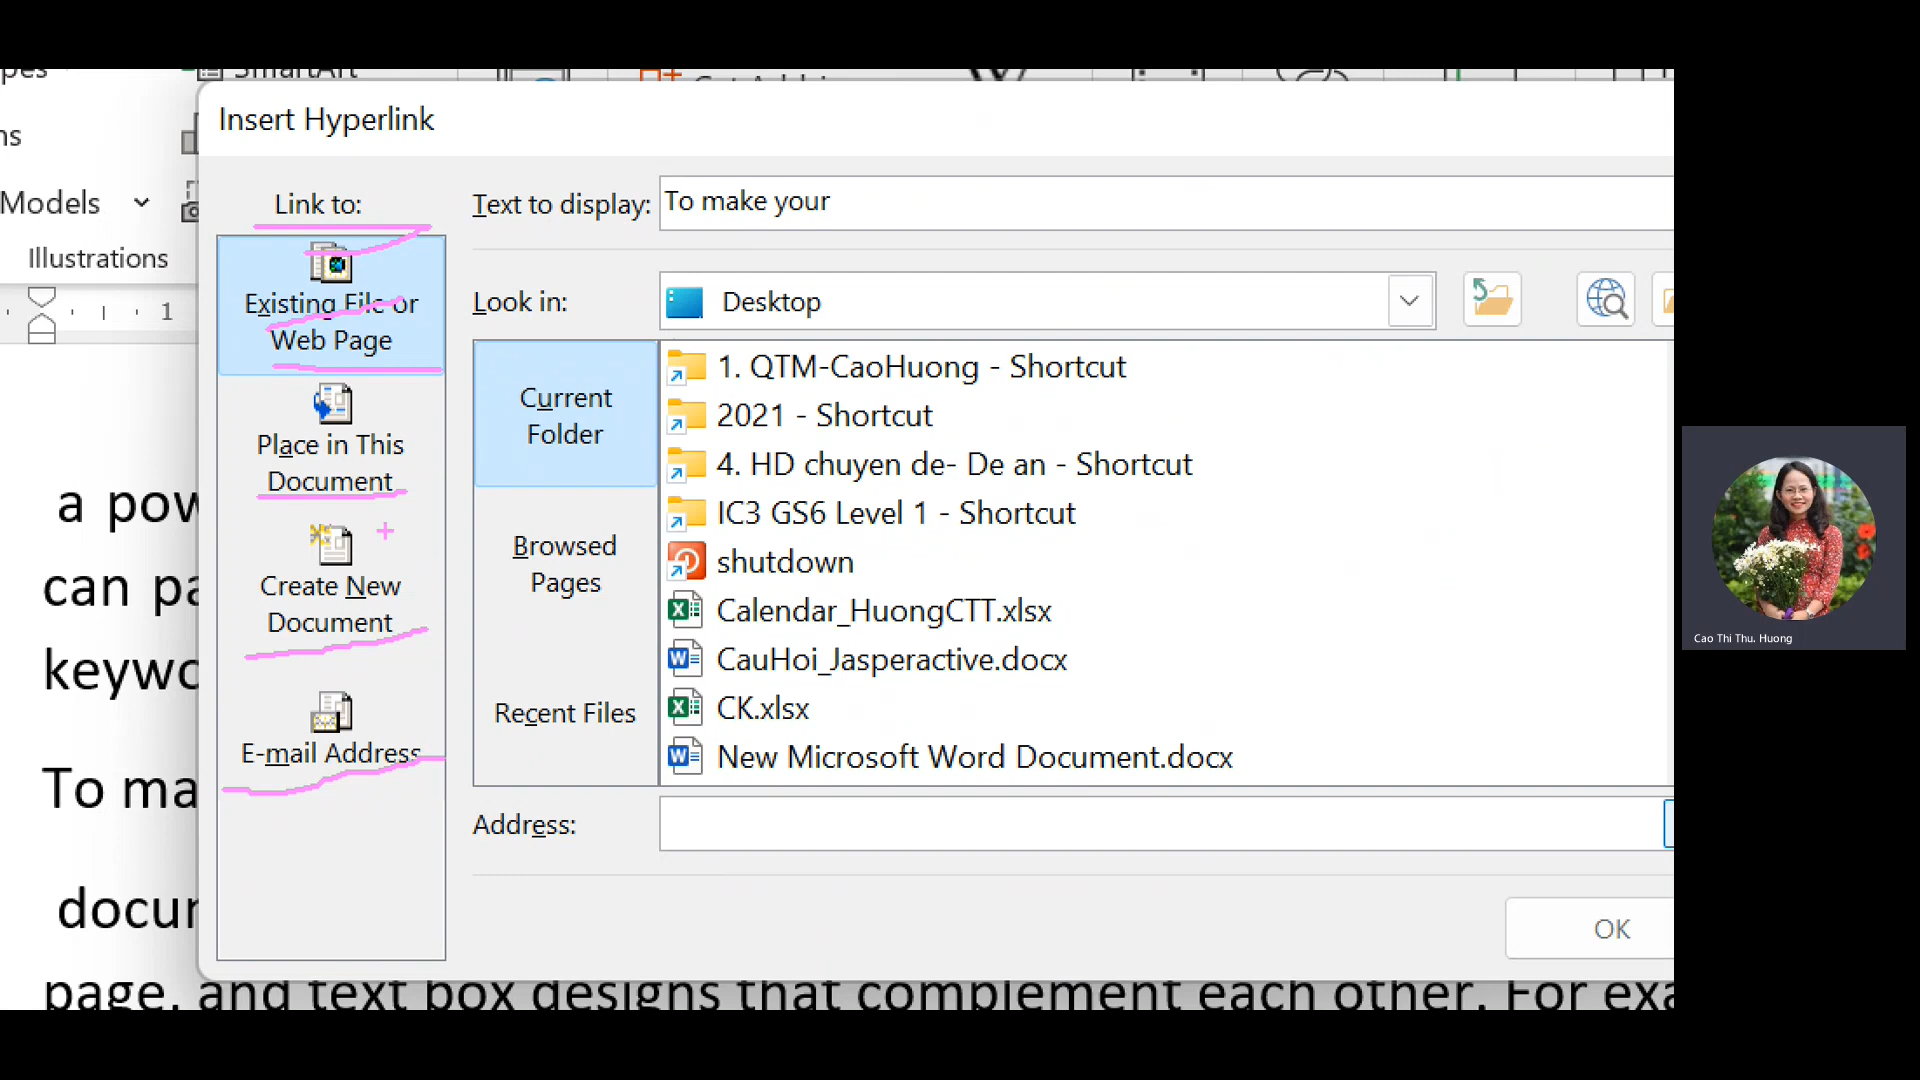 SmartArt
Insert Hyperlink
Models
Illustrations
1
Link to:
Text to display: To make your
Existing File or
Web Page
Look in: Desktop
Place in This
Document
Create New
Document
E-mail Address
Current
Folder
Browsed
Pages
Recent Files
1. QTM-CaoHuong - Shortcut
2021 - Shortcut
4. HD chuyen de- De an - Shortcut
IC3 GS6 Level 1 - Shortcut
shutdown
Calendar_HuongCTT.xlsx
CauHoi_Jasperactive.docx
CK.xlsx
New Microsoft Word Document.docx
Address:
OK
a pow
can pa
keywo
To ma
docur
page, and text box designs that complement each other. For exa
Cao Thi Thu. Huong